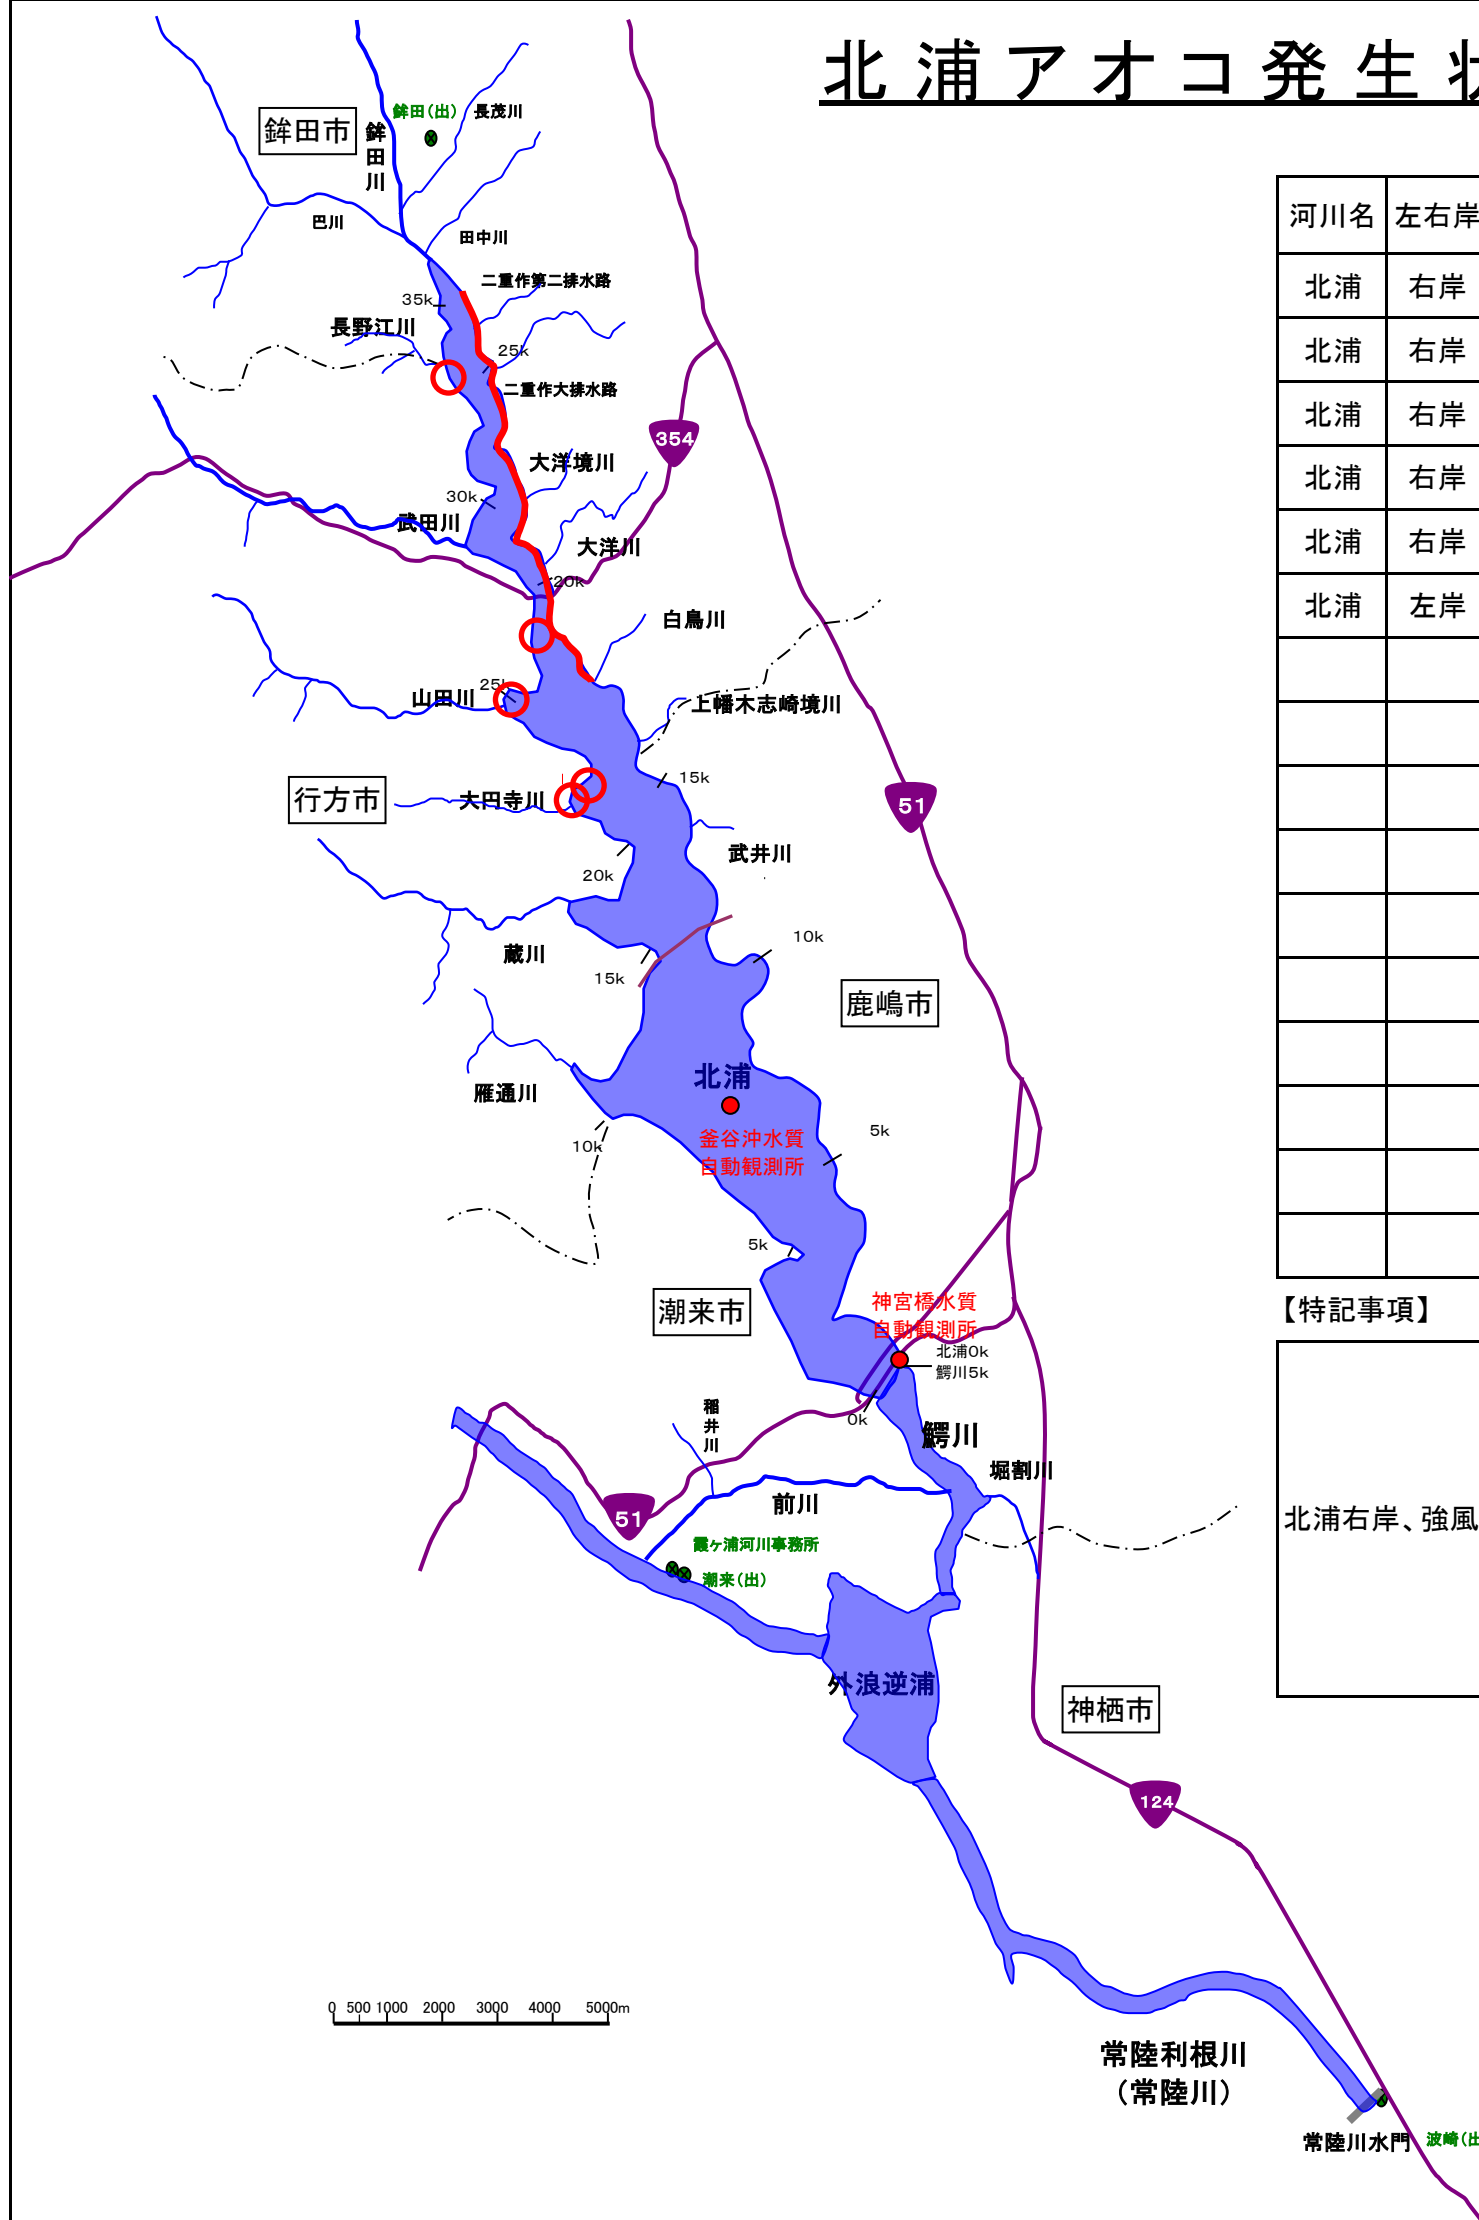 北浦アオコ発生状
鉾田(出)
長茂川
鉾田市
鉾田川
巴川
田中川
二重作第二排水路
35k
長野江川
25k
二重作大排水路
354
大洋境川
30k
武田川
大洋川
20k
白鳥川
25k
山田川
上幡木志崎境川
15k
行方市
大円寺川
51
武井川
20k
10k
蔵川
15k
鹿嶋市
北浦
雁通川
釜谷沖水質
自動観測所
5k
10k
5k
潮来市
神宮橋水質
自動観測所
北浦0k
鰐川5k
稲井川
0k
鰐川
堀割川
前川
51
霞ヶ浦河川事務所
潮来(出)
外浪逆浦
神栖市
124
0 500 1000 2000 3000 4000 5000m
常陸利根川
(常陸川)
常陸川水門
波崎(出
河川名 左右岸
北浦 右岸
北浦 右岸
北浦 右岸
北浦 右岸
北浦 右岸
北浦 左岸
【特記事項】
北浦右岸、強風